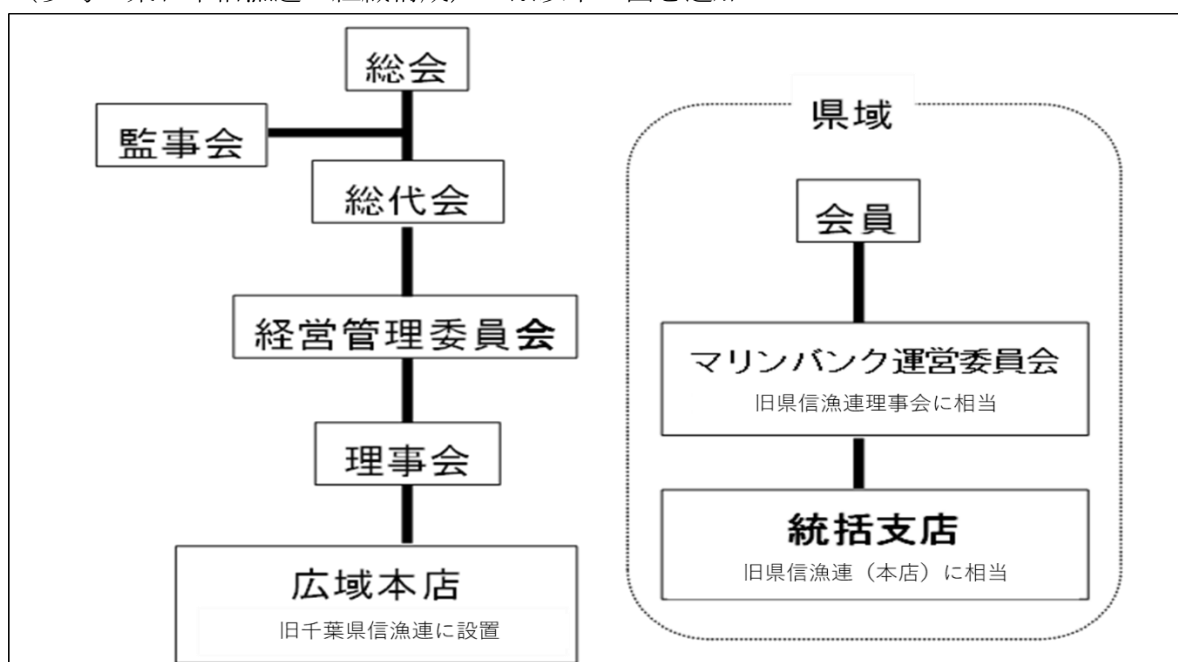 総会
監事会
総代会
経営管理委員会
理事会
広域本店
旧千葉県信漁連に設置
県域
会員
マリンバンク運営委員会
旧県信漁連理事会に相当
統括支店
旧県信漁連（本店）に相当